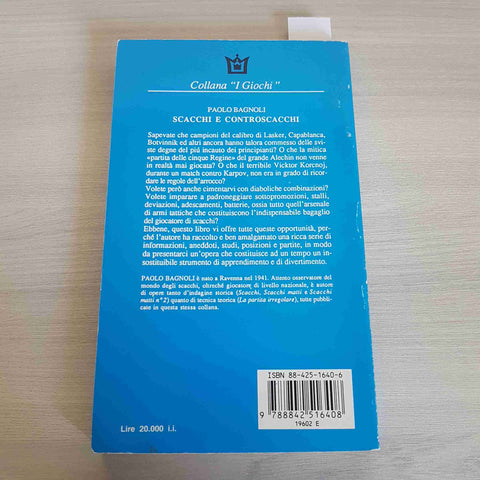 Collana "I Giochi"
PAOLO BAGNOLI
SCACCHI E CONTROSCACCHI
Sapevate che campioni del calibro di Lasker, Capablanca,
Botvinnik ed altri ancora hanno talora commesso delle svi-
ste degne del piú incauto dei principianti? O che la mitica
«partita delle cinque Regine» del grande Alechin non venne
in realtà mai giocata? O che il terribile Vicktor Korcnoj,
durante un match contro Karpov, non era in grado di ricor-
dare le regole dell'arrocco?
Volete però anche cimentarvi con diaboliche combinazioni?
Volete imparare a padroneggiare sottopromozioni, stalli,
deviazioni, adescamenti, batterie, ossia tutto quell'arsenale
di armi tattiche che costituiscono l'indispensabile bagaglio
del giocatore di scacchi?
Ebbene, questo libro vi offre tutte queste opportunità, per-
ché l'autore ha raccolto e ben amalgamato una ricca serie di
informazioni, aneddoti, studi, posizioni e partite, in modo
da presentarci un'opera che costituisce ad un tempo un in-
sostituibile strumento di apprendimento e di divertimento.
PAOLO BAGNOLI è nato a Ravenna nel 1941. Attento osservatore del
mondo degli scacchi, oltreché giocatore di livello nazionale, è autore
di opere tanto d'indagine storica (Scacchi, Scacchi matti e Scacchi
matti n° 2) quanto di tecnica teorica (La partita irregolare), tutte pubbli-
cate in questa stessa collana.
ISBN 88-425-1640-6
9 788842 516408
19602 E
Lire 20.000 i.i.